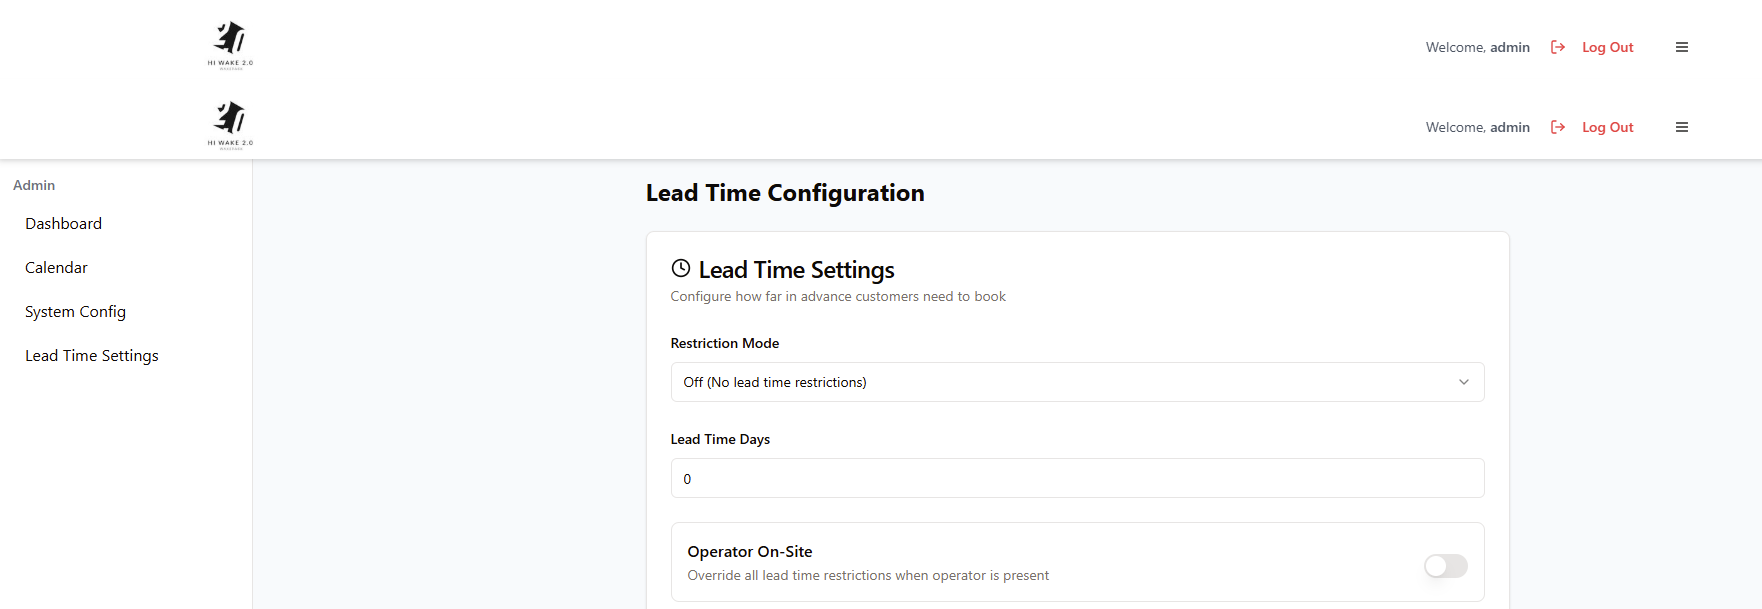 HI WAKE 2.0
Welcome, admin Log Out
HI WAKE 2.0
Welcome, admin Log Out
Admin
Dashboard
Calendar
System Config
Lead Time Settings
Lead Time Configuration
Lead Time Settings
Configure how far in advance customers need to book
Restriction Mode
Off (No lead time restrictions)
Lead Time Days
0
Operator On-Site
Override all lead time restrictions when operator is present